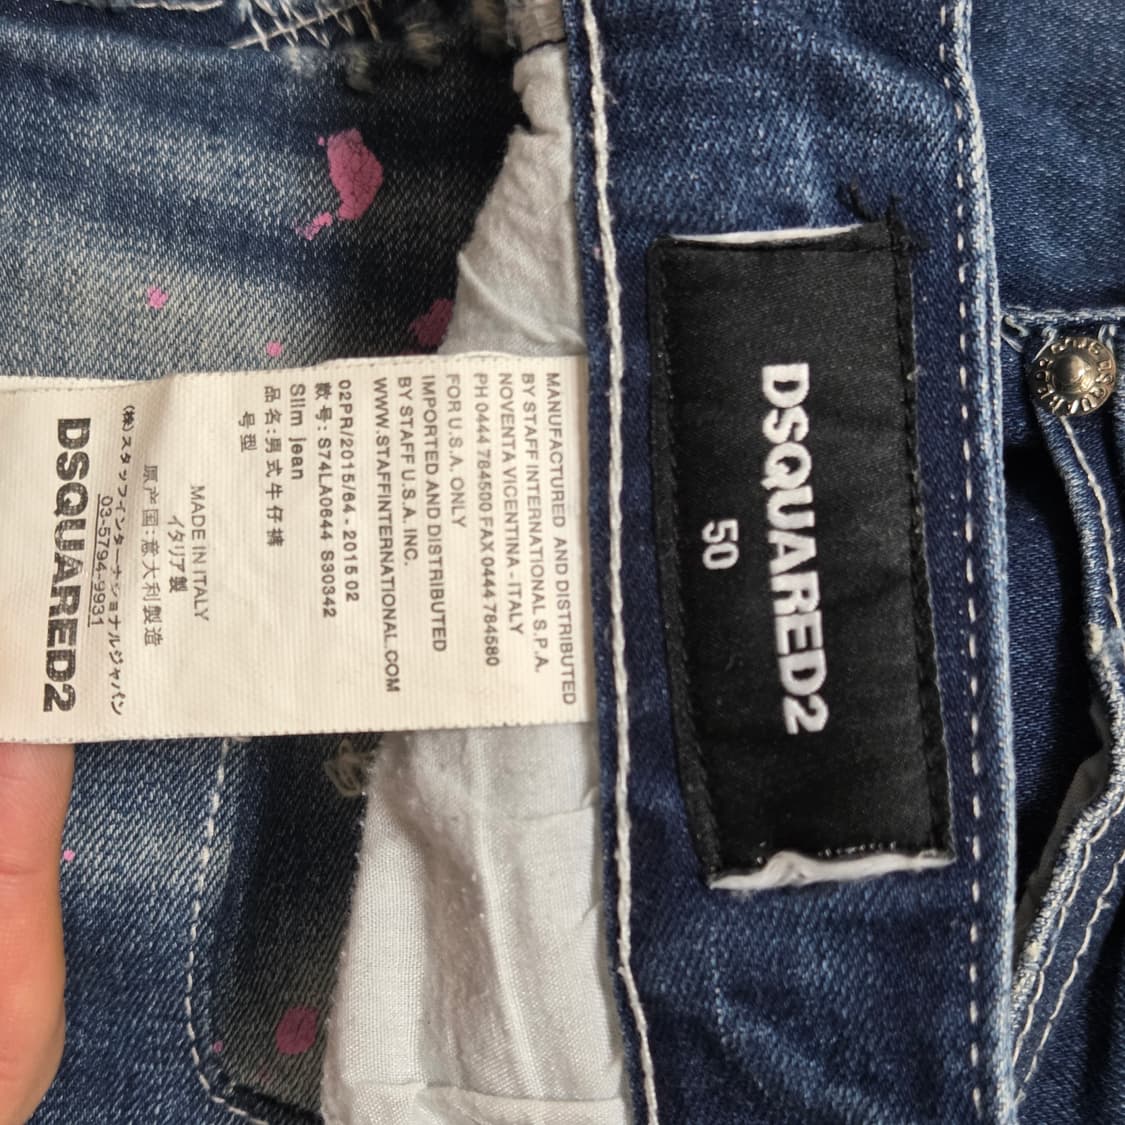 MANUFACTURED AND DISTRIBUTED
BY STAFF INTERNATIONAL S.P.A.
NOVENTA VICENTINA - ITALY
PH 0444 784500 FAX 0444 784580
FOR U.S.A. ONLY
IMPORTED AND DISTRIBUTED
BY STAFF U.S.A. INC.
WWW.STAFFINTERNATIONAL.COM
02PR/2015/64 - 2015 02
款号: S74LA0644 S30342
Slim jean
品名:男式牛仔裤
号型
MADE IN ITALY
イタリア製
原产国:意大利製造
(株)スタッフインターナショナルジャパン
03-5794-9931
DSQUARED2
DSQUARED2
50